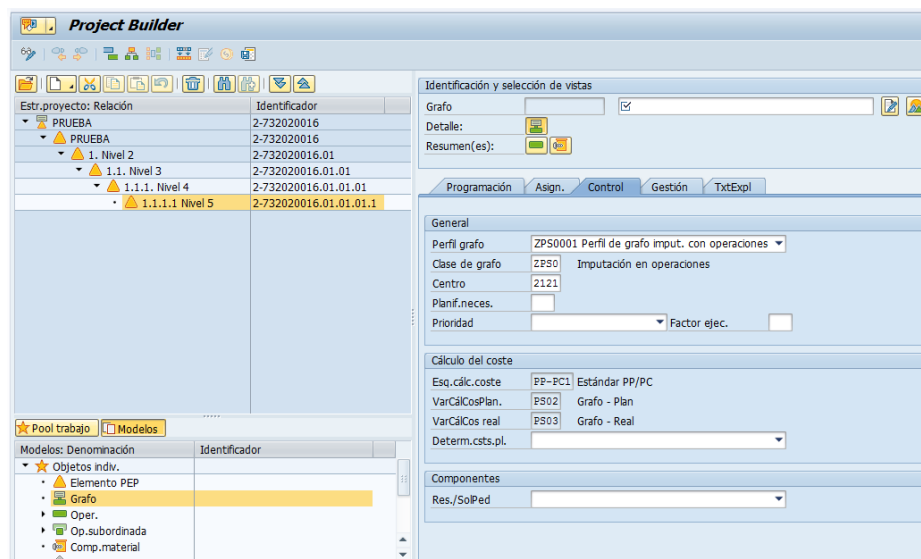 Project Builder
Identificación y selección de vistas
Estr.proyecto: Relación Identificador
Grafo
PRUEBA 2-732020016
Detalle:
PRUEBA 2-732020016
Resumen(es):
1. Nivel 2 2-732020016.01
1.1. Nivel 3 2-732020016.01.01
Programación Asign. Control Gestión TxtExpl
1.1.1. Nivel 4 2-732020016.01.01.01
1.1.1.1 Nivel 5 2-732020016.01.01.01.1
General
Perfil grafo ZPS0001 Perfil de grafo imput. con operaciones
Clase de grafo ZPS0 Imputación en operaciones
Centro 2121
Planif.neces.
Prioridad Factor ejec.
Cálculo del coste
Esq.cálc.coste PP-PC1 Estándar PP/PC
VarCálCosPlan. PS02 Grafo - Plan
VarCálCos real PS03 Grafo - Real
Determ.csts.pl.
Componentes
Res./SolPed
Pool trabajo Modelos
Modelos: Denominación Identificador
Objetos indiv.
Elemento PEP
Grafo
Oper.
Op.subordinada
Comp.material